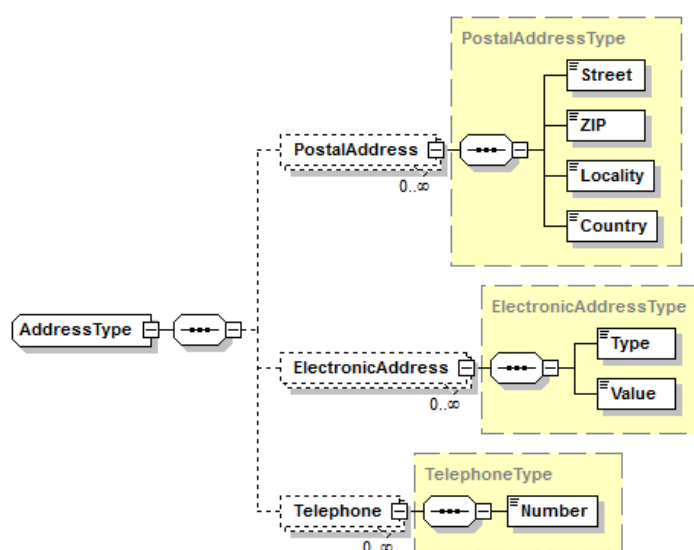 PostalAddressType
Street
ZIP
PostalAddress
0..∞
Locality
Country
AddressType
ElectronicAddressType
Type
ElectronicAddress
0..∞
Value
TelephoneType
Telephone
Number
0..∞